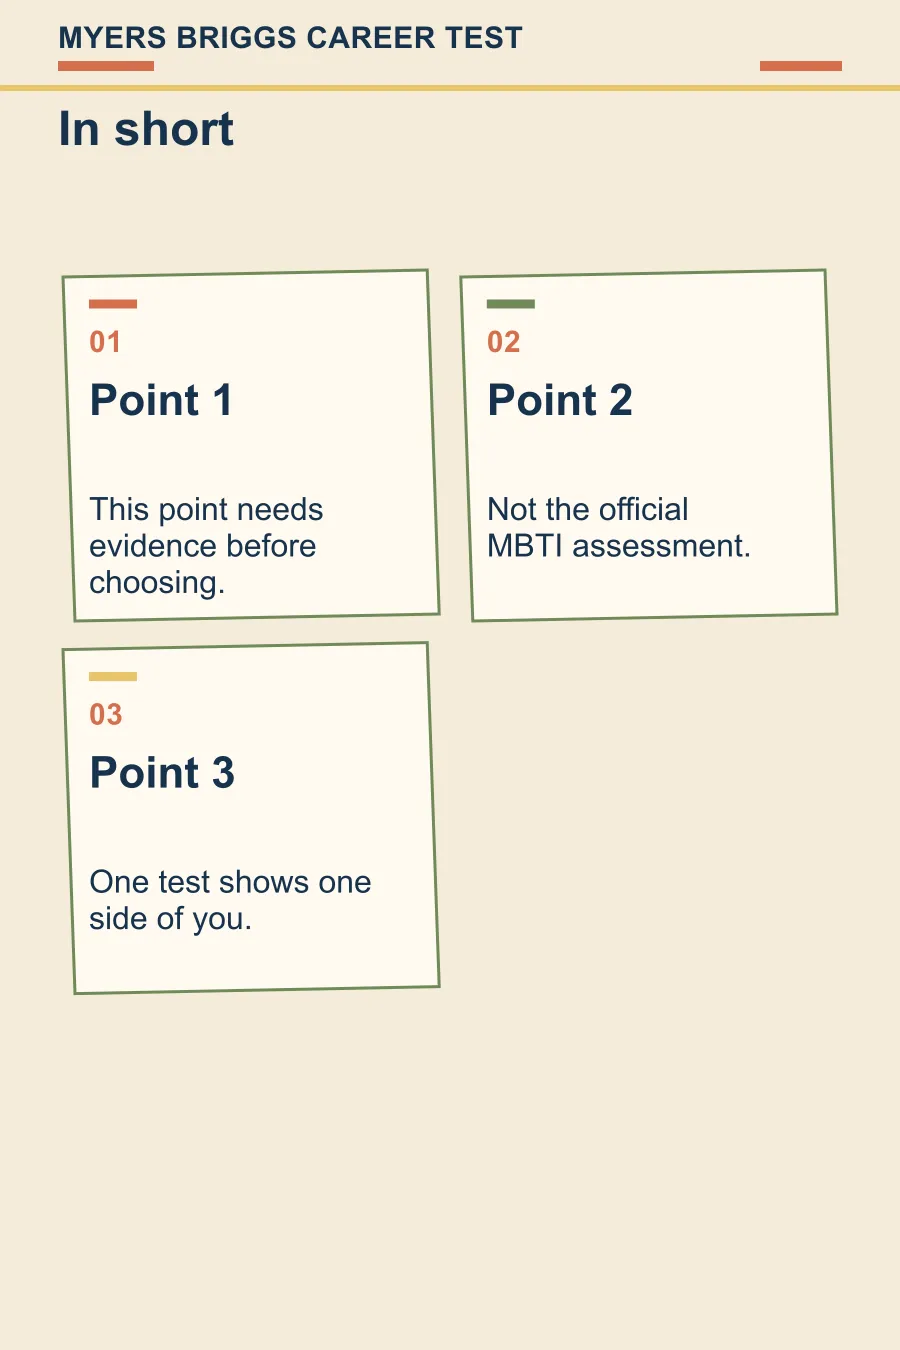 MYERS BRIGGS CAREER TEST
In short
01
Point 1
This point needs
evidence before
choosing.
02
Point 2
Not the official
MBTI assessment.
03
Point 3
One test shows one
side of you.